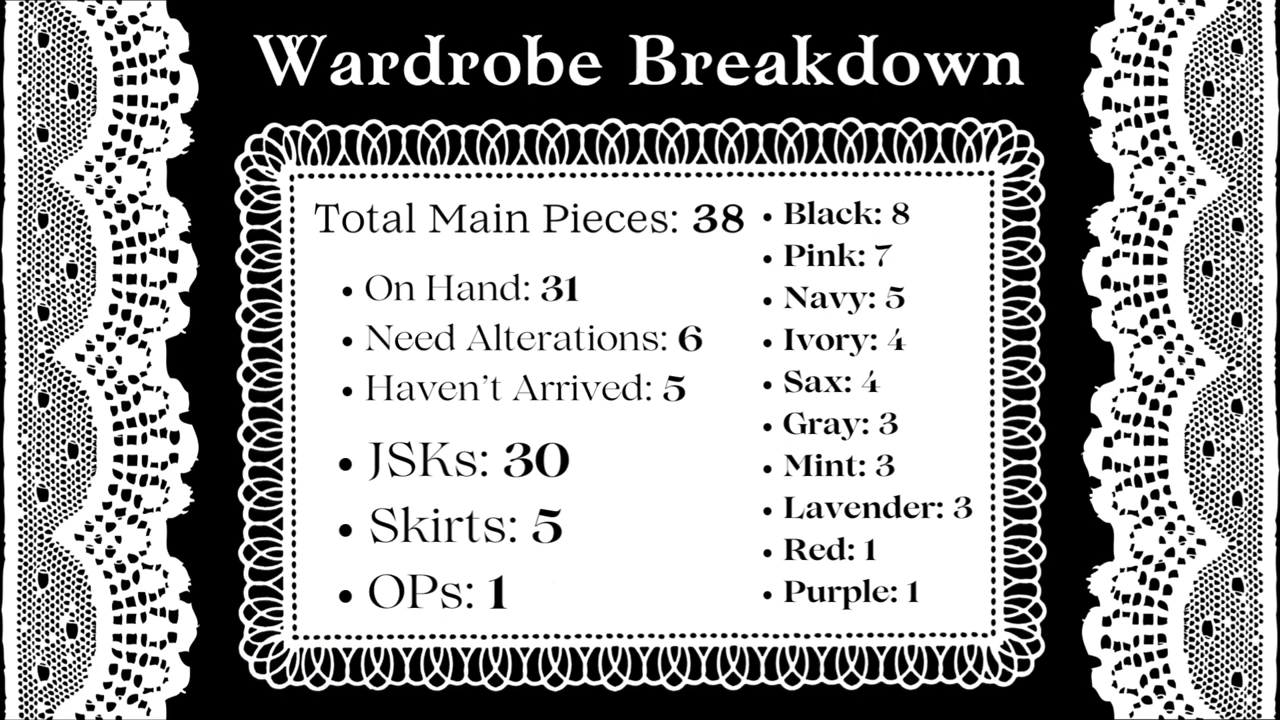 Wardrobe Breakdown
Total Main Pieces: 38
• On Hand: 31
• Need Alterations: 6
• Haven't Arrived: 5
• JSKs: 30
• Skirts: 5
• OPs: 1
• Black: 8
• Pink: 7
• Navy: 5
• Ivory: 4
• Sax: 4
• Gray: 3
• Mint: 3
• Lavender: 3
• Red: 1
• Purple: 1